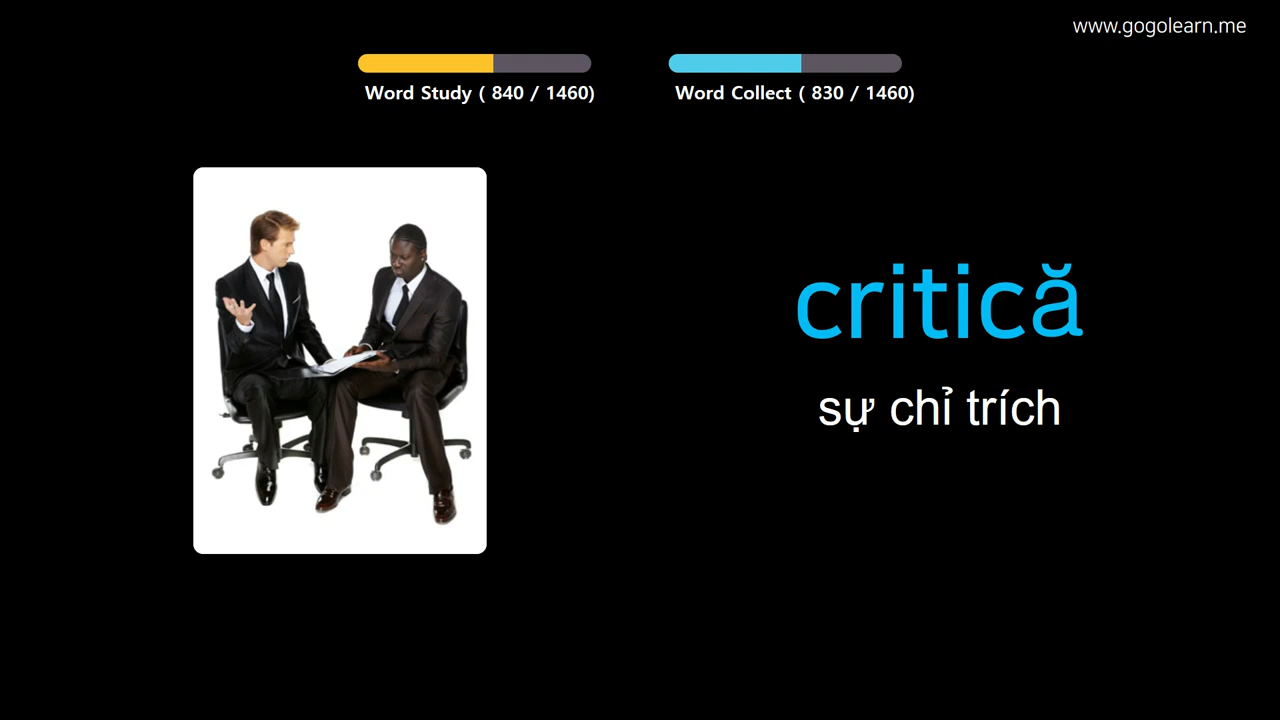 www.gogolearn.me
Word Study ( 840 / 1460)
Word Collect ( 830 / 1460)
critică
sự chỉ trích